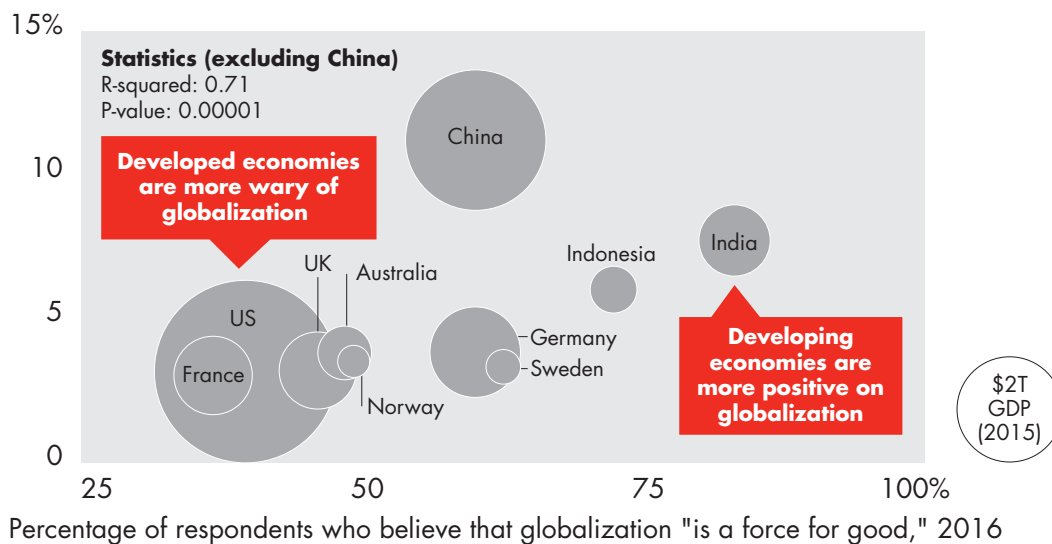 15%
Statistics (excluding China)
R-squared: 0.71
P-value: 0.00001
China
10
Developed economies
are more wary of
globalization
India
Indonesia
UK
Australia
5
US
Germany
Developing
economies are
more positive on
globalization
France
Sweden
$2T
GDP
(2015)
Norway
0
25
50
75
100%
Percentage of respondents who believe that globalization "is a force for good," 2016